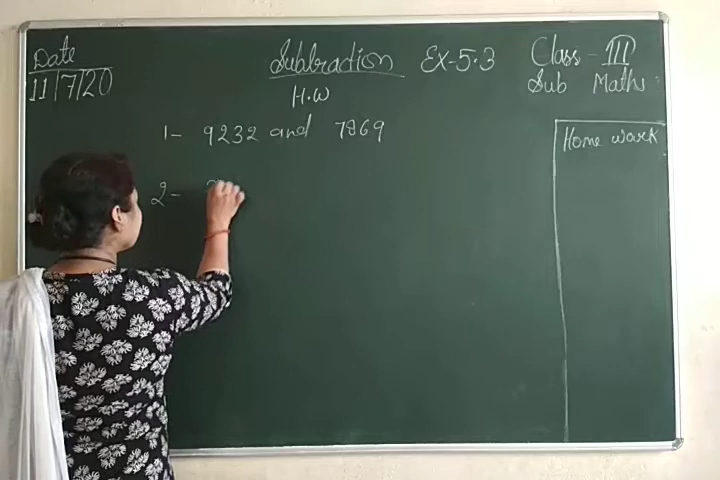 Date
11/7/20
Subtraction Ex-5.3
H.W
Class - III
Sub Maths
1- 9232 and 7869
2-
Home work